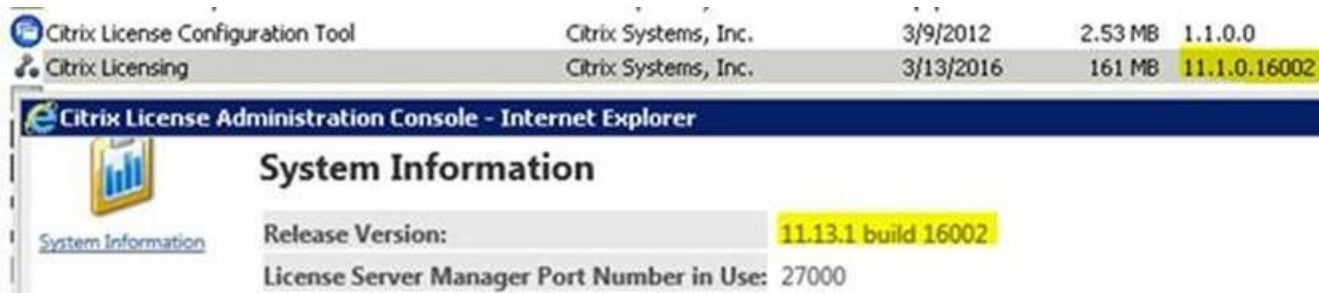 Citrix License Configuration Tool Citrix Systems, Inc. 3/9/2012 2.53 MB 1.1.0.0
Citrix Licensing Citrix Systems, Inc. 3/13/2016 161 MB 11.1.0.16002
Citrix License Administration Console - Internet Explorer
System Information
System Information
Release Version: 11.13.1 build 16002
License Server Manager Port Number in Use: 27000